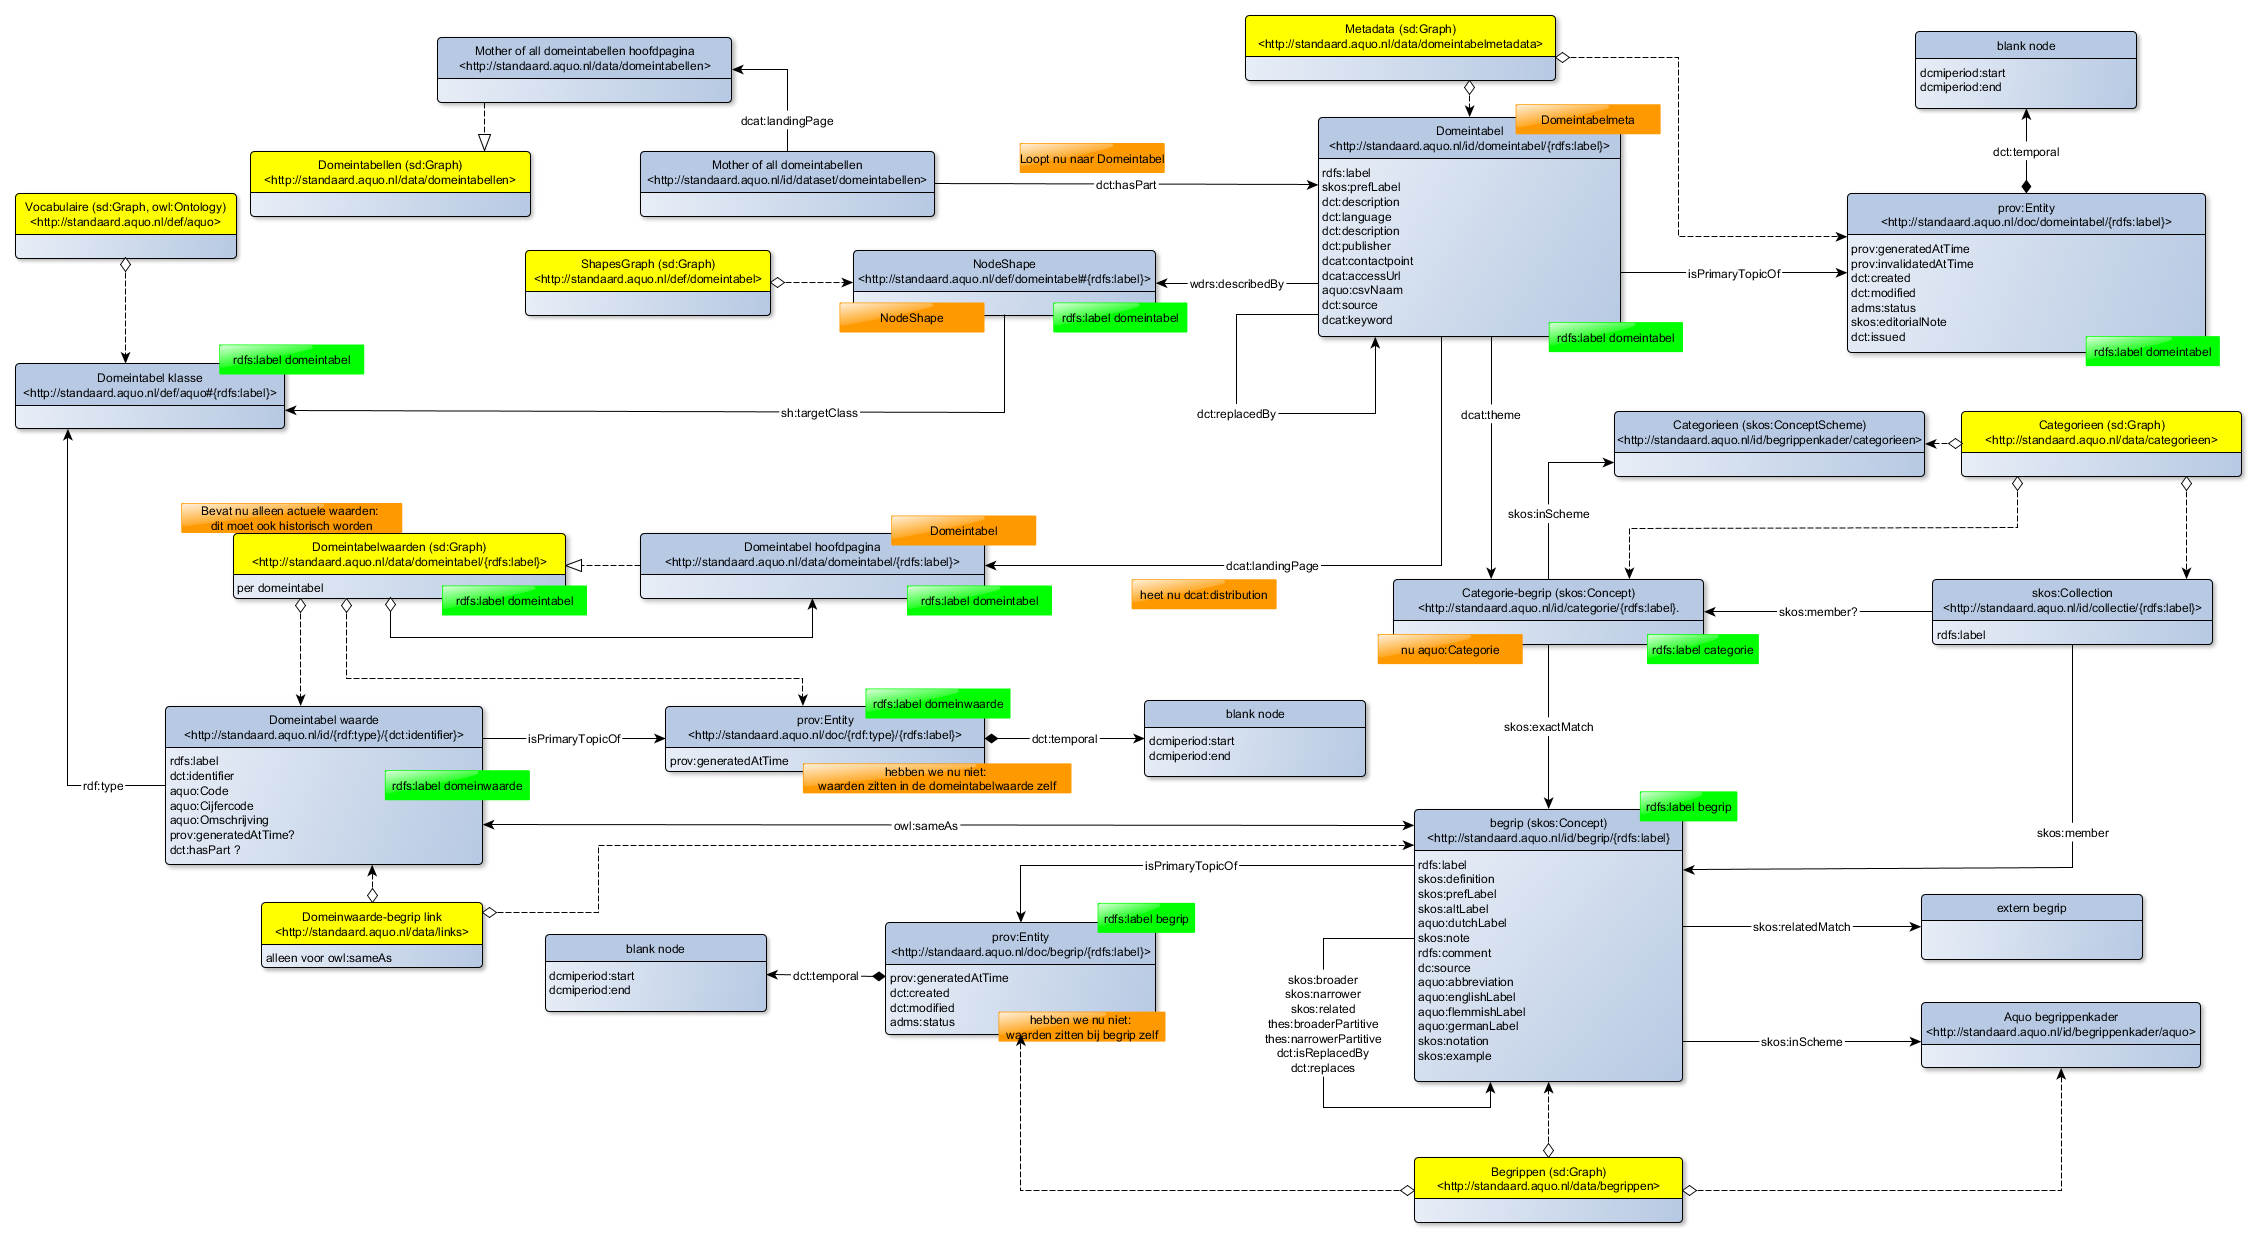 Metadata (sd:Graph)
<http://standaard.aquo.nl/data/domeintabelmetadata>
Mother of all domeintabellen hoofdpagina
<http://standaard.aquo.nl/data/domeintabellen>
blank node
dcmiperiod:start
dcmiperiod:end
dcat:landingPage
Domeintabelmeta
Domeintabel
<http://standaard.aquo.nl/id/domeintabel/{rdfs:label}>
rdfs:label
skos:prefLabel
dct:description
dct:language
dct:description
dct:publisher
dcat:contactpoint
dcat:accessUrl
aquo:csvNaam
dct:source
dcat:keyword
rdfs:label domeintabel
Domeintabellen (sd:Graph)
<http://standaard.aquo.nl/data/domeintabellen>
Mother of all domeintabellen
<http://standaard.aquo.nl/id/dataset/domeintabellen>
Loopt nu naar Domeintabel
dct:hasPart
dct:temporal
Vocabulaire (sd:Graph, owl:Ontology)
<http://standaard.aquo.nl/def/aquo>
prov:Entity
<http://standaard.aquo.nl/doc/domeintabel/{rdfs:label}>
prov:generatedAtTime
prov:invalidatedAtTime
dct:created
dct:modified
adms:status
skos:editorialNote
dct:issued
rdfs:label domeintabel
isPrimaryTopicOf
ShapesGraph (sd:Graph)
<http://standaard.aquo.nl/def/domeintabel>
NodeShape
<http://standaard.aquo.nl/def/domeintabel#{rdfs:label}>
NodeShape
rdfs:label domeintabel
wdrs:describedBy
dct:replacedBy
rdfs:label domeintabel
Domeintabel klasse
<http://standaard.aquo.nl/def/aquo#{rdfs:label}>
sh:targetClass
dcat:theme
Categorieen (skos:ConceptScheme)
<http://standaard.aquo.nl/id/begrippenkader/categorieen>
Categorieen (sd:Graph)
<http://standaard.aquo.nl/data/categorieen>
skos:inScheme
Bevat nu alleen actuele waarden:
dit moet ook historisch worden
Domeintabelwaarden (sd:Graph)
<http://standaard.aquo.nl/data/domeintabel/{rdfs:label}>
per domeintabel
rdfs:label domeintabel
Domeintabel
Domeintabel hoofdpagina
<http://standaard.aquo.nl/data/domeintabel/{rdfs:label}>
rdfs:label domeintabel
dcat:landingPage
heet nu dcat:distribution
Categorie-begrip (skos:Concept)
<http://standaard.aquo.nl/id/categorie/{rdfs:label}.
nu aquo:Categorie
rdfs:label categorie
skos:member?
skos:Collection
<http://standaard.aquo.nl/id/collectie/{rdfs:label}>
rdfs:label
skos:exactMatch
skos:member
Domeintabel waarde
<http://standaard.aquo.nl/id/{rdf:type}/{dct:identifier}>
rdfs:label
dct:identifier
aquo:Code
aquo:Cijfercode
aquo:Omschrijving
prov:generatedAtTime?
dct:hasPart ?
rdfs:label domeinwaarde
rdf:type
isPrimaryTopicOf
rdfs:label domeinwaarde
prov:Entity
<http://standaard.aquo.nl/doc/{rdf:type}/{rdfs:label}>
prov:generatedAtTime
hebben we nu niet:
waarden zitten in de domeintabelwaarde zelf
dct:temporal
blank node
dcmiperiod:start
dcmiperiod:end
owl:sameAs
rdfs:label begrip
begrip (skos:Concept)
<http://standaard.aquo.nl/id/begrip/{rdfs:label}
rdfs:label
skos:definition
skos:prefLabel
skos:altLabel
aquo:dutchLabel
skos:note
rdfs:comment
dc:source
aquo:abbreviation
aquo:englishLabel
aquo:flemmishLabel
aquo:germanLabel
skos:notation
skos:example
isPrimaryTopicOf
Domeinwaarde-begrip link
<http://standaard.aquo.nl/data/links>
alleen voor owl:sameAs
blank node
dcmiperiod:start
dcmiperiod:end
dct:temporal
rdfs:label begrip
prov:Entity
<http://standaard.aquo.nl/doc/begrip/{rdfs:label}>
prov:generatedAtTime
dct:created
dct:modified
adms:status
hebben we nu niet:
waarden zitten bij begrip zelf
skos:broader
skos:narrower
skos:related
thes:broaderPartitive
thes:narrowerPartitive
dct:isReplacedBy
dct:replaces
skos:relatedMatch
extern begrip
skos:inScheme
Aquo begrippenkader
<http://standaard.aquo.nl/id/begrippenkader/aquo>
Begrippen (sd:Graph)
<http://standaard.aquo.nl/data/begrippen>